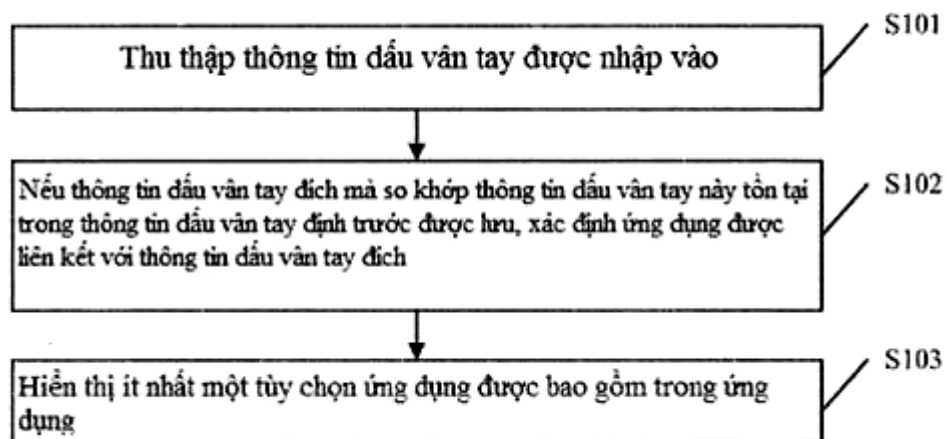 S101
Thu thập thông tin dấu vân tay được nhập vào
S102
Nếu thông tin dấu vân tay đích mà so khớp thông tin dấu vân tay này tồn tại
trong thông tin dấu vân tay định trước được lưu, xác định ứng dụng được
liên kết với thông tin dấu vân tay đích
S103
Hiển thị ít nhất một tùy chọn ứng dụng được bao gồm trong ứng
dụng